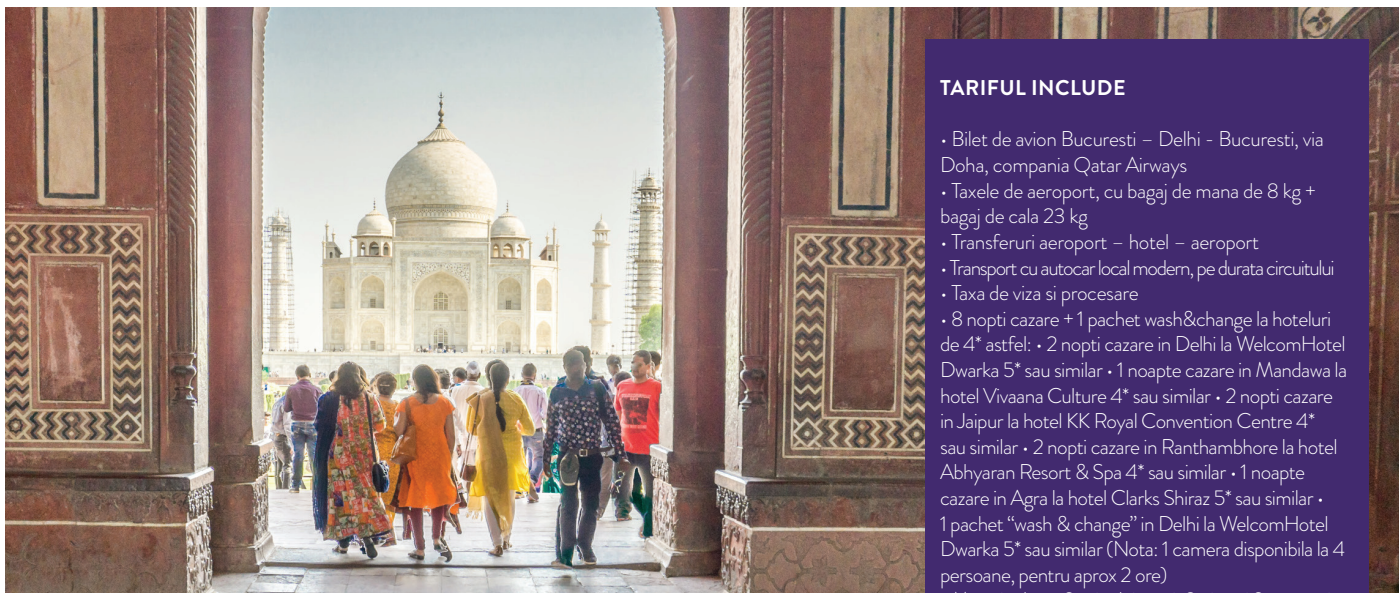 TARIFUL INCLUDE
• Bilet de avion Bucuresti – Delhi - Bucuresti, via
Doha, compania Qatar Airways
• Taxele de aeroport, cu bagaj de mana de 8 kg +
bagaj de cala 23 kg
• Transferuri aeroport – hotel – aeroport
• Transport cu autocar local modern, pe durata circuitului
• Taxa de viza si procesare
• 8 nopti cazare + 1 pachet wash&change la hoteluri
de 4* astfel: • 2 nopti cazare in Delhi la WelcomHotel
Dwarka 5* sau similar • 1 noapte cazare in Mandawa la
hotel Vivaana Culture 4* sau similar • 2 nopti cazare
in Jaipur la hotel KK Royal Convention Centre 4*
sau similar • 2 nopti cazare in Ranthambhore la hotel
Abhyaran Resort & Spa 4* sau similar • 1 noapte
cazare in Agra la hotel Clarks Shiraz 5* sau similar •
1 pachet “wash & change” in Delhi la WelcomHotel
Dwarka 5* sau similar (Nota: 1 camera disponibila la 4
persoane, pentru aprox 2 ore)